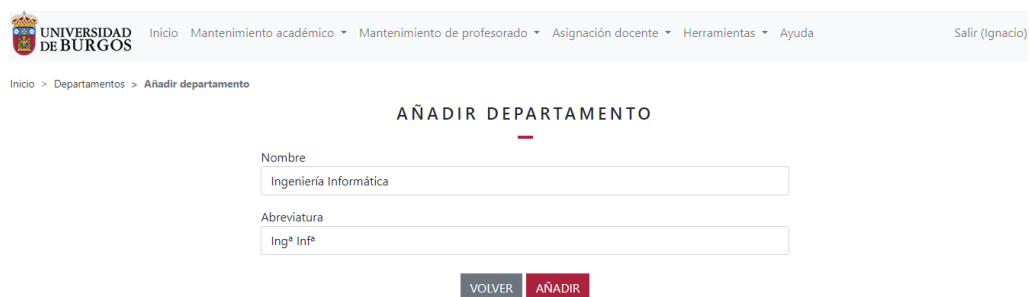 UNIVERSIDAD
DE BURGOS
Inicio Mantenimiento académico Mantenimiento de profesorado Asignación docente Herramientas Ayuda Salir (Ignacio)
Inicio > Departamentos > Añadir departamento
AÑADIR DEPARTAMENTO
Nombre
Ingeniería Informática
Abreviatura
Ingª Infª
VOLVER AÑADIR